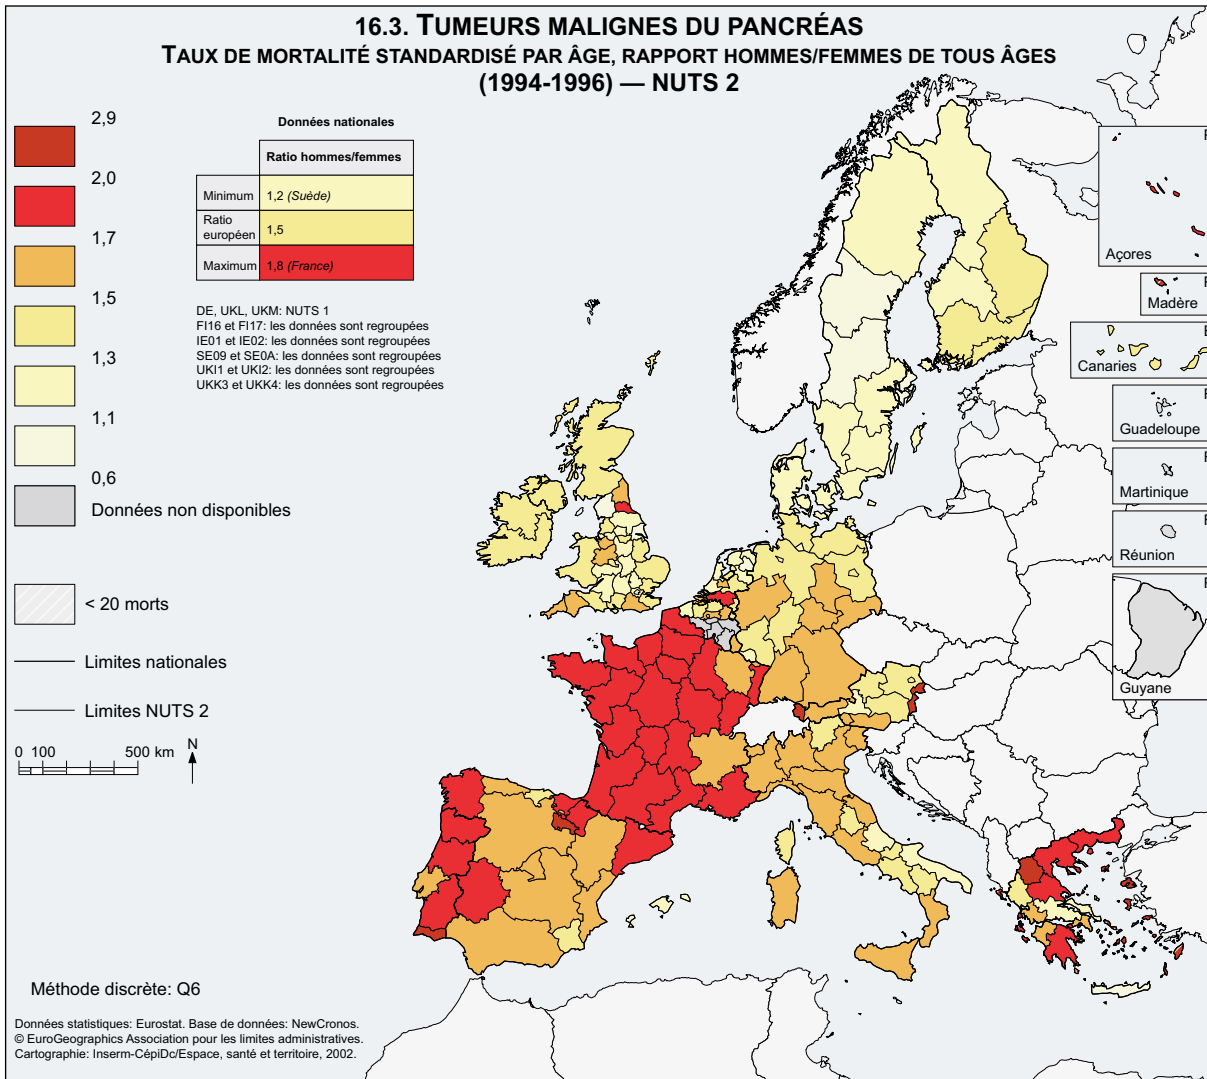 16.3. TUMEURS MALIGNES DU PANCRÉAS
TAUX DE MORTALITÉ STANDARDISÉ PAR ÂGE, RAPPORT HOMMES/FEMMES DE TOUS ÂGES
(1994-1996) — NUTS 2
2,9
2,0
1,7
1,5
1,3
1,1
0,6
Données non disponibles
< 20 morts
Limites nationales
Limites NUTS 2
0 100 500 km
N
Données nationales
Ratio hommes/femmes
Minimum 1,2 (Suède)
Ratio
européen 1,5
Maximum 1,8 (France)
DE, UKL, UKM: NUTS 1
FI16 et FI17: les données sont regroupées
IE01 et IE02: les données sont regroupées
SE09 et SE0A: les données sont regroupées
UKI1 et UKI2: les données sont regroupées
UKK3 et UKK4: les données sont regroupées
P
Açores
P
Madère
E
Canaries
F
Guadeloupe
F
Martinique
F
Réunion
F
Guyane
Méthode discrète: Q6
Données statistiques: Eurostat. Base de données: NewCronos.
© EuroGeographics Association pour les limites administratives.
Cartographie: Inserm-CépiDc/Espace, santé et territoire, 2002.